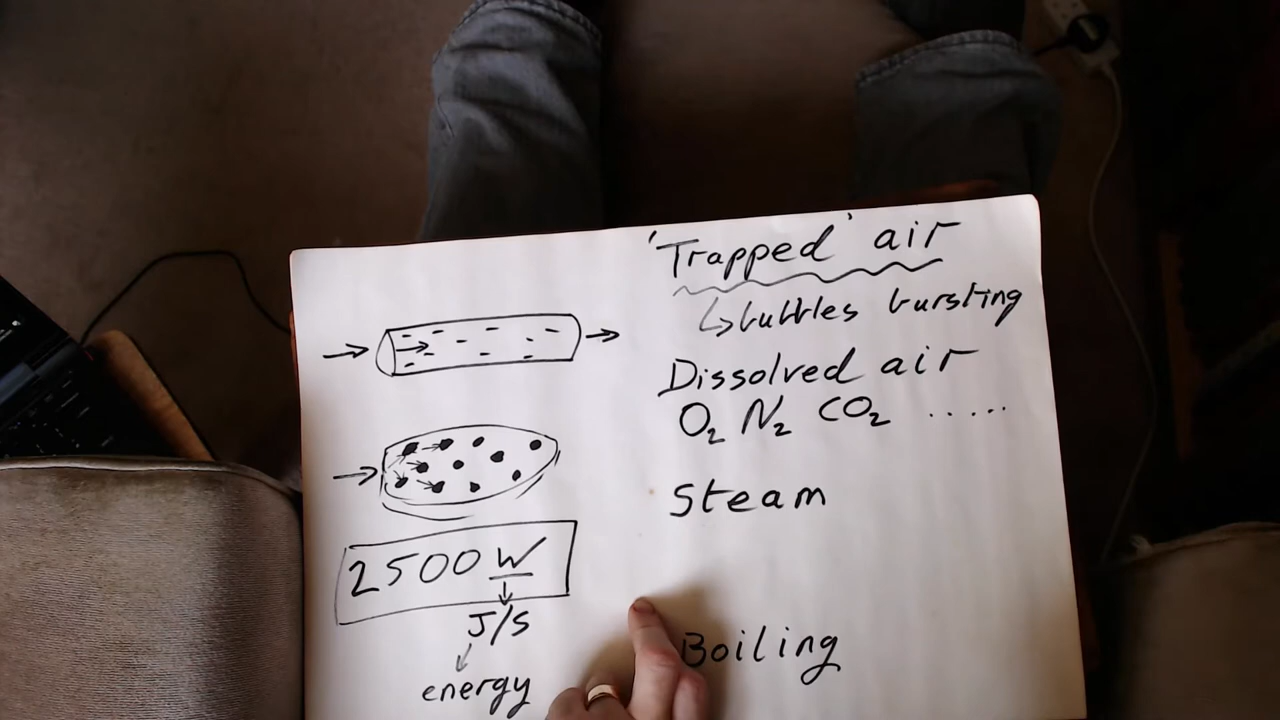 'Trapped' air
↳ bubbles bursting
Dissolved air
O₂ N₂ CO₂ ......
Steam
Boiling
2500 W
J/S
energy